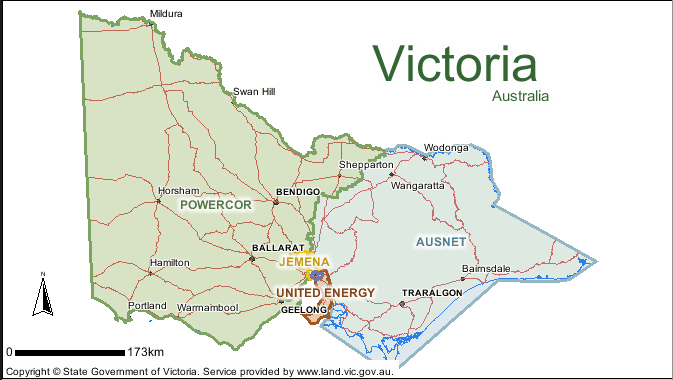 Mildura
Victoria
Australia
Swan Hill
Wodonga
Shepparton
Wangaratta
Horsham
BENDIGO
POWERCOR
AUSNET
BALLARAT
JEMENA
Hamilton
Bairnsdale
UNITED ENERGY
TRARALGON
Portland
Warrnambool
GEELONG
N
0 173km
Copyright © State Government of Victoria. Service provided by www.land.vic.gov.au.